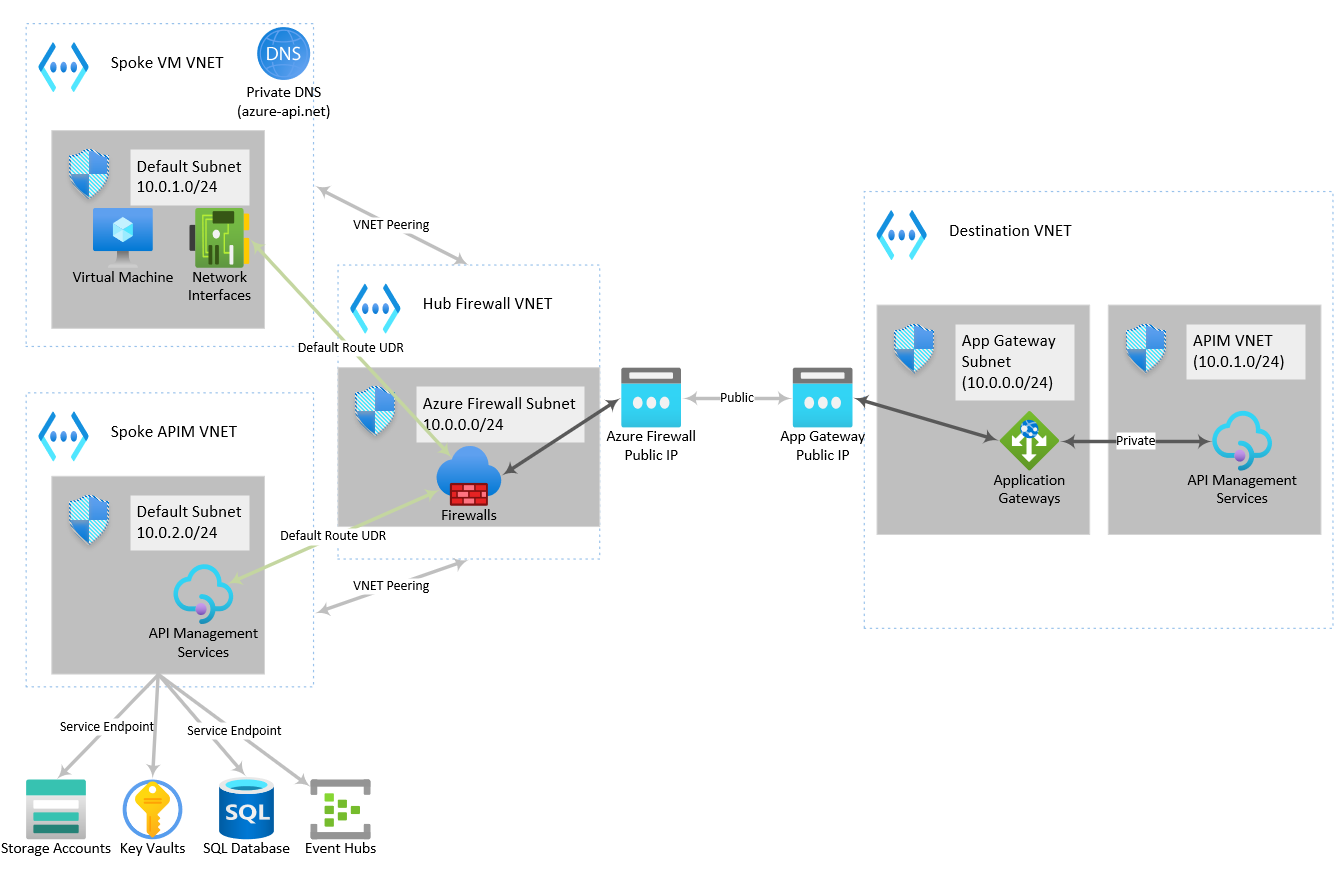 Spoke VM VNET
DNS
Private DNS
(azure-api.net)
Default Subnet
10.0.1.0/24
Virtual Machine
Network
Interfaces
VNET Peering
Default Route UDR
Hub Firewall VNET
Azure Firewall Subnet
10.0.0.0/24
Firewalls
Azure Firewall
Public IP
Public
App Gateway
Public IP
Destination VNET
App Gateway
Subnet
(10.0.0.0/24)
Application
Gateways
Private
APIM VNET
(10.0.1.0/24)
API Management
Services
Spoke APIM VNET
Default Subnet
10.0.2.0/24
API Management
Services
Default Route UDR
VNET Peering
Service Endpoint
Service Endpoint
Storage Accounts
Key Vaults
SQL
SQL Database
Event Hubs